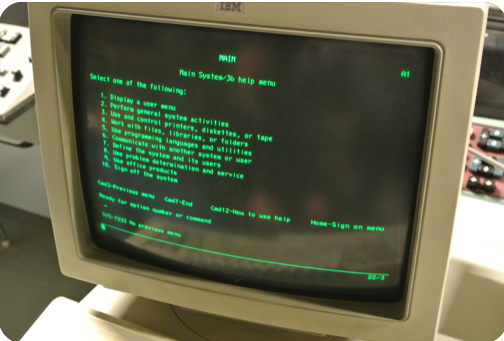 IBM
MAIN
A1
Main System/36 help menu
Select one of the following:
1. Display a user menu
2. Perform general system activities
3. Use and control printers, diskettes, or tape
4. Work with files, libraries, or folders
5. Use programming languages and utilities
6. Communicate with another system or user
7. Define the system and its users
8. Use problem determination and service
9. Use office products
10. Sign off the system
Cmd3-Previous menu Cmd7-End Cmd12-How to use help Home-Sign on menu
Ready for option number or command
SYS-7233 No previous menu
22/3